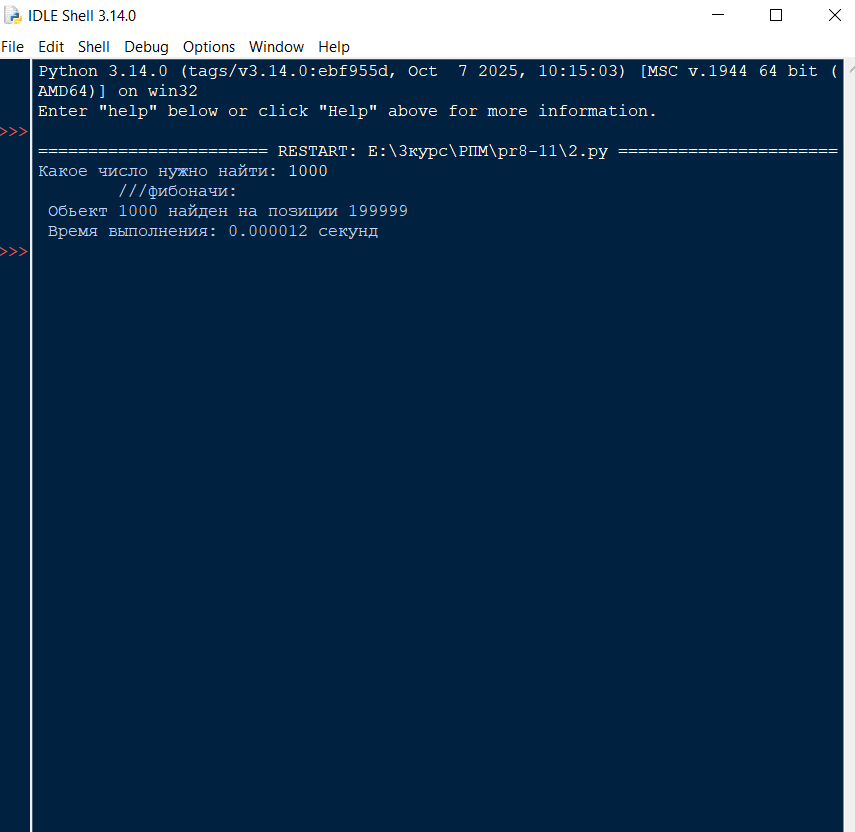 IDLE Shell 3.14.0
File Edit Shell Debug Options Window Help
Python 3.14.0 (tags/v3.14.0:ebf955d, Oct  7 2025, 10:15:03) [MSC v.1944 64 bit (
AMD64)] on win32
Enter "help" below or click "Help" above for more information.
>>>
======================= RESTART: E:\3курс\РПМ\pr8-11\2.py ======================
Какое число нужно найти: 1000
///фибоначи:
Обьект 1000 найден на позиции 199999
Время выполнения: 0.000012 секунд
>>>